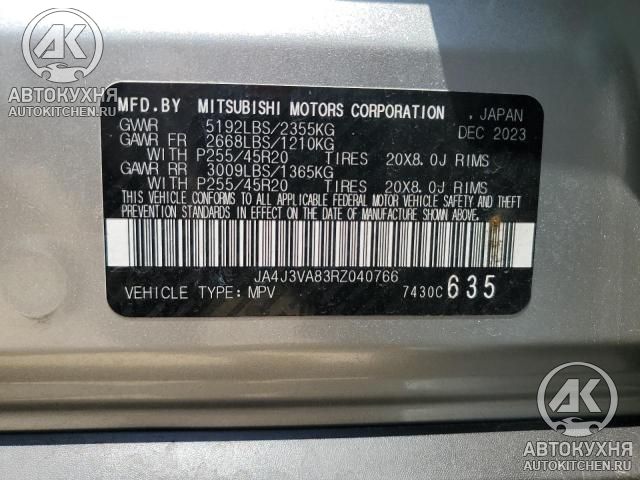 АК
АВТОКУХНЯ
AUTOKITCHEN.RU
MFD.BY MITSUBISHI MOTORS CORPORATION , JAPAN
GVWR 5192LBS/2355KG DEC 2023
GAWR FR 2668LBS/1210KG
WITH P255/45R20 TIRES 20X8.0J RIMS
GAWR RR 3009LBS/1365KG
WITH P255/45R20 TIRES 20X8.0J RIMS
THIS VEHICLE CONFORMS TO ALL APPLICABLE FEDERAL MOTOR VEHICLE SAFETY AND THEFT
PREVENTION STANDARDS IN EFFECT ON THE DATE OF MANUFACTURE SHOWN ABOVE.
JA4J3VA83RZ040766
VEHICLE TYPE: MPV 7430C 635
АК
АВТОКУХНЯ
AUTOKITCHEN.RU